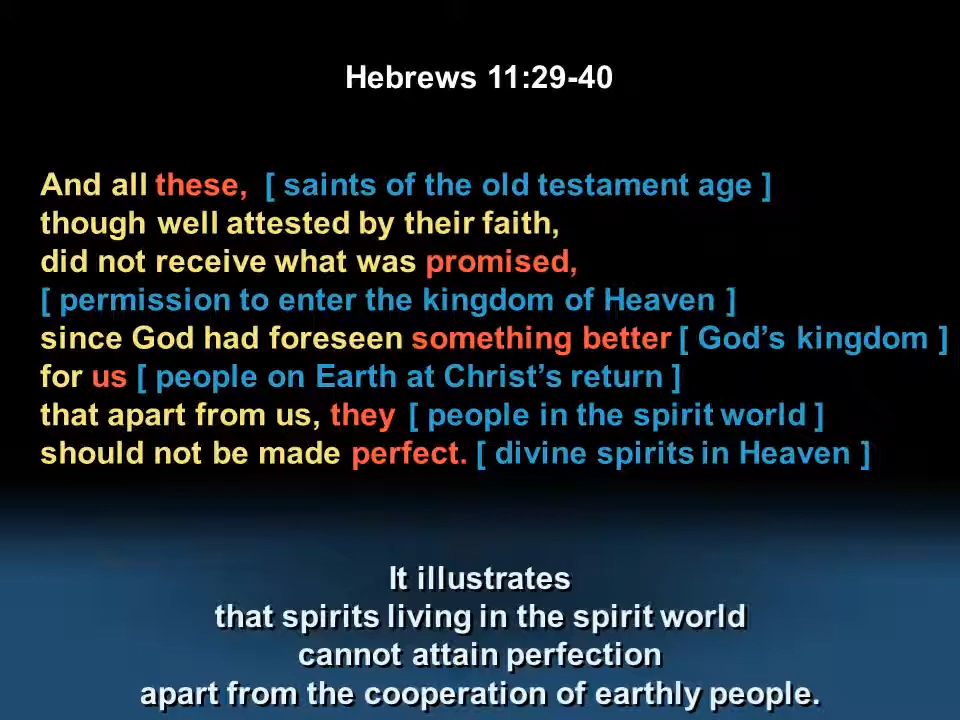 Hebrews 11:29-40
And all these, [ saints of the old testament age ]
though well attested by their faith,
did not receive what was promised,
[ permission to enter the kingdom of Heaven ]
since God had foreseen something better [ God’s kingdom ]
for us [ people on Earth at Christ’s return ]
that apart from us, they [ people in the spirit world ]
should not be made perfect. [ divine spirits in Heaven ]
It illustrates
that spirits living in the spirit world
cannot attain perfection
apart from the cooperation of earthly people.